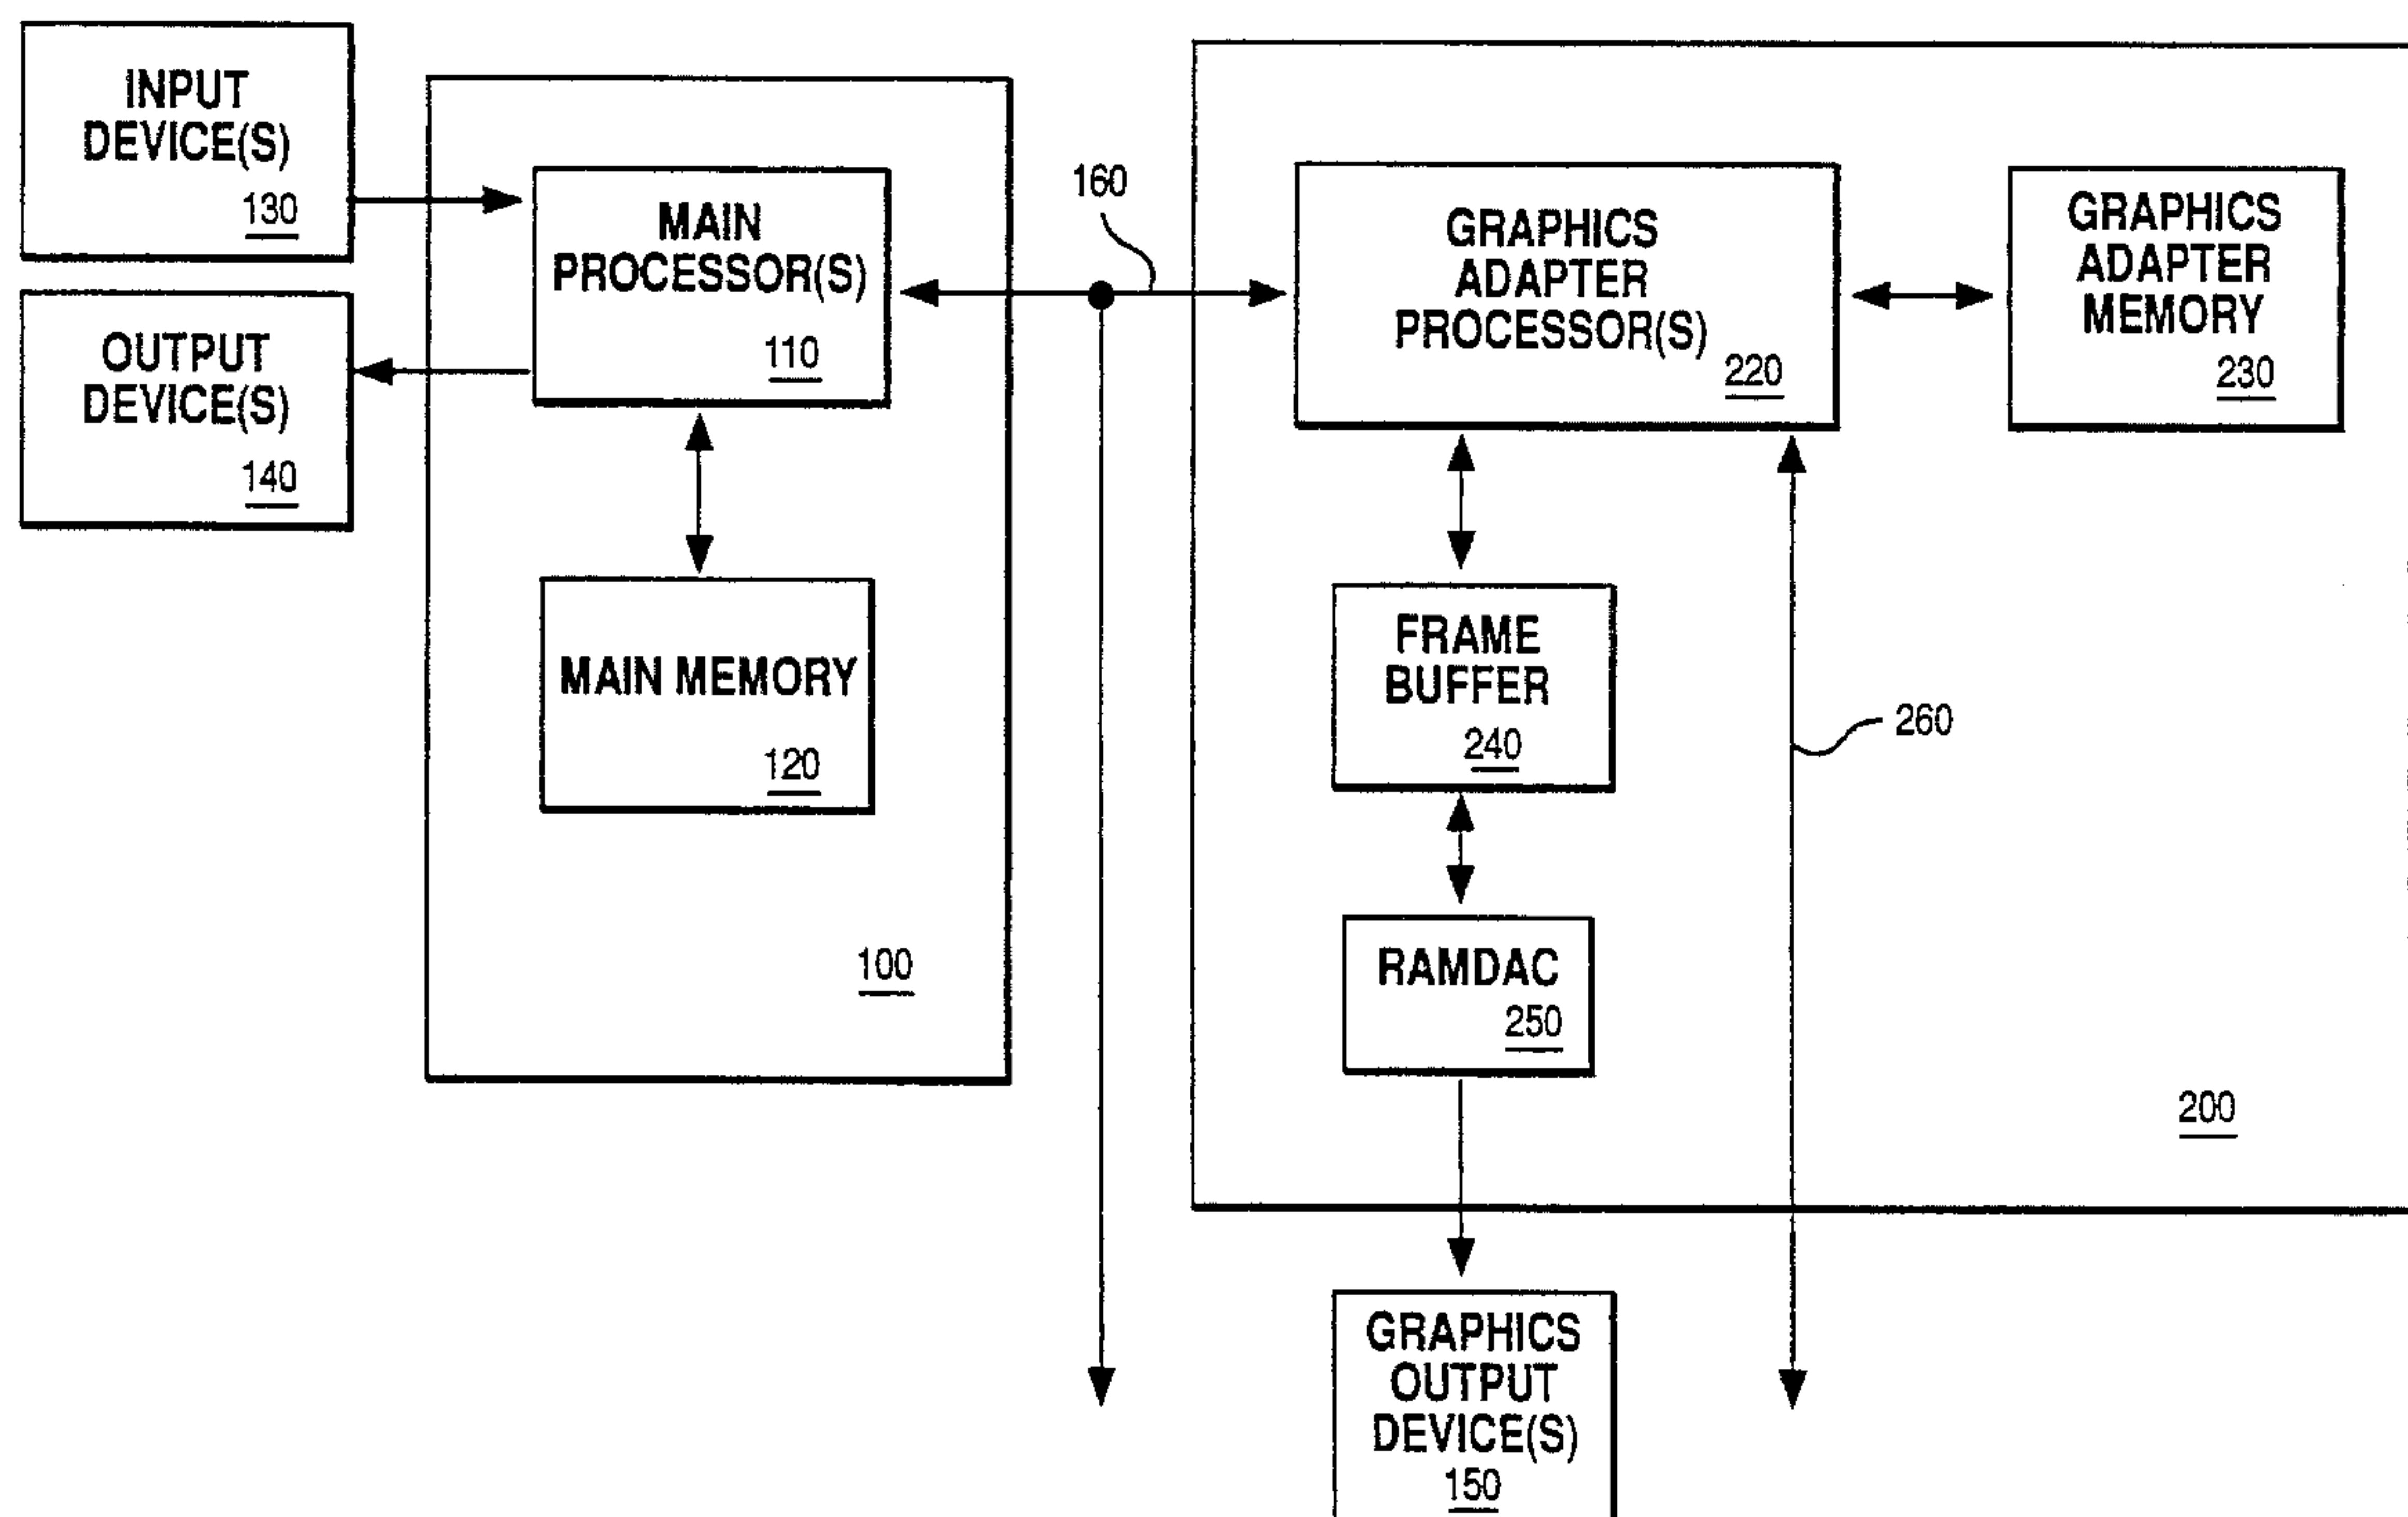 INPUT
DEVICE(S)
130
OUTPUT
DEVICE(S)
140
MAIN
PROCESSOR(S)
110
MAIN MEMORY
120
100
160
GRAPHICS
ADAPTER
PROCESSOR(S)
220
GRAPHICS
ADAPTER
MEMORY
230
FRAME
BUFFER
240
260
RAMDAC
250
200
GRAPHICS
OUTPUT
DEVICE(S)
150